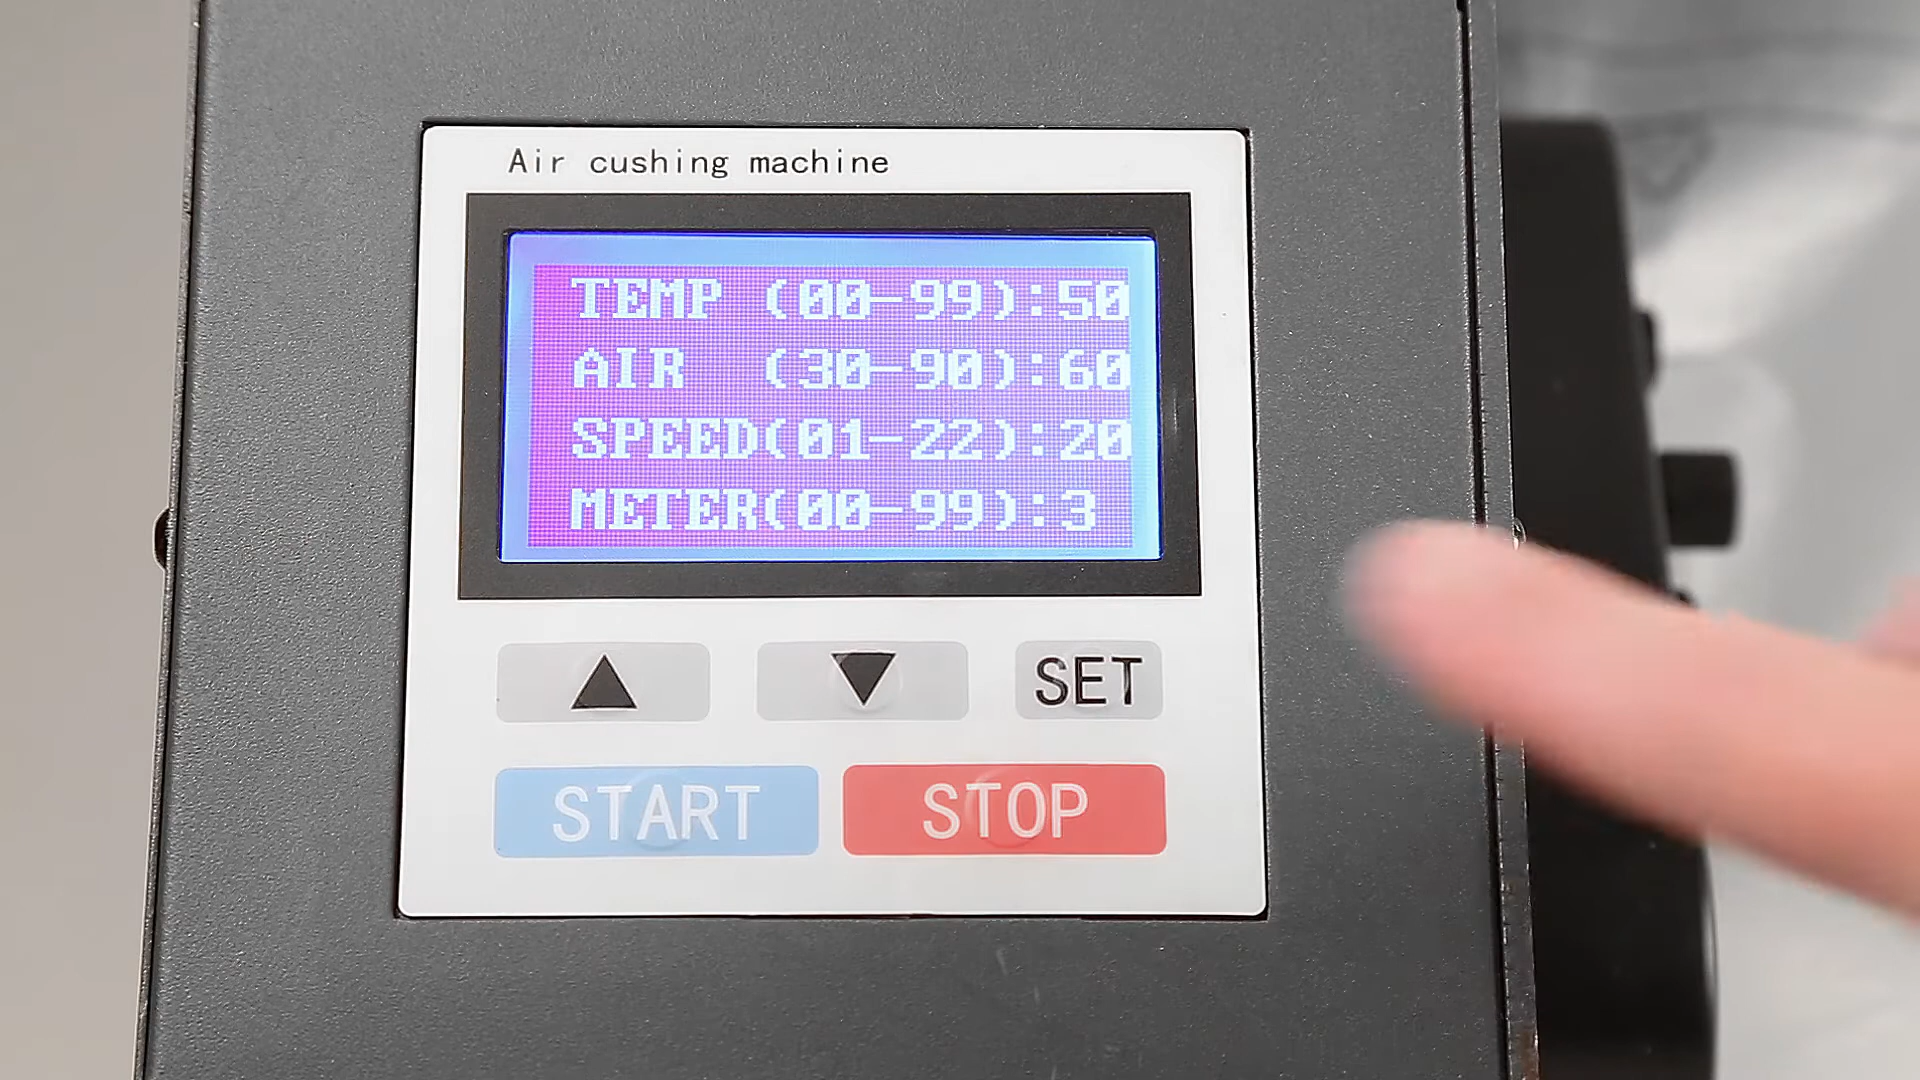 Air cushing machine
TEMP (00-99):50
AIR (30-90):60
SPEED(01-22):20
METER(00-99):3
▲ ▼ SET
START STOP